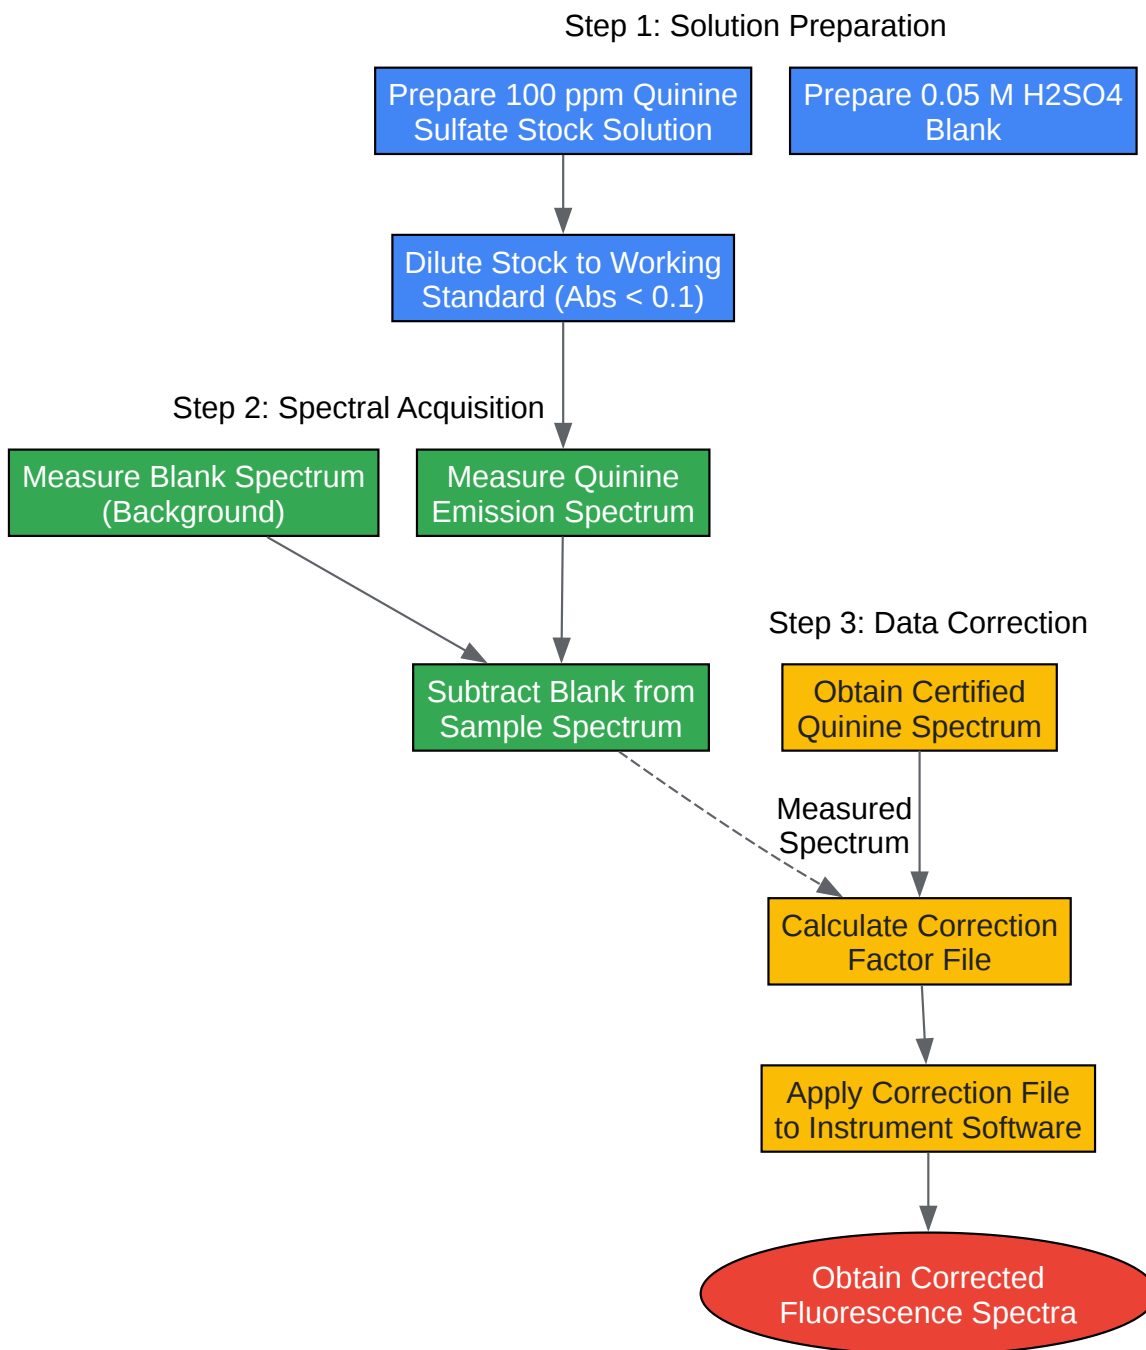 Step 1: Solution Preparation
Prepare 100 ppm Quinine
Sulfate Stock Solution
Prepare 0.05 M H2SO4
Blank
Dilute Stock to Working
Standard (Abs < 0.1)
Step 2: Spectral Acquisition
Measure Blank Spectrum
(Background)
Measure Quinine
Emission Spectrum
Subtract Blank from
Sample Spectrum
Step 3: Data Correction
Obtain Certified
Quinine Spectrum
Measured
Spectrum
Calculate Correction
Factor File
Apply Correction File
to Instrument Software
Obtain Corrected
Fluorescence Spectra